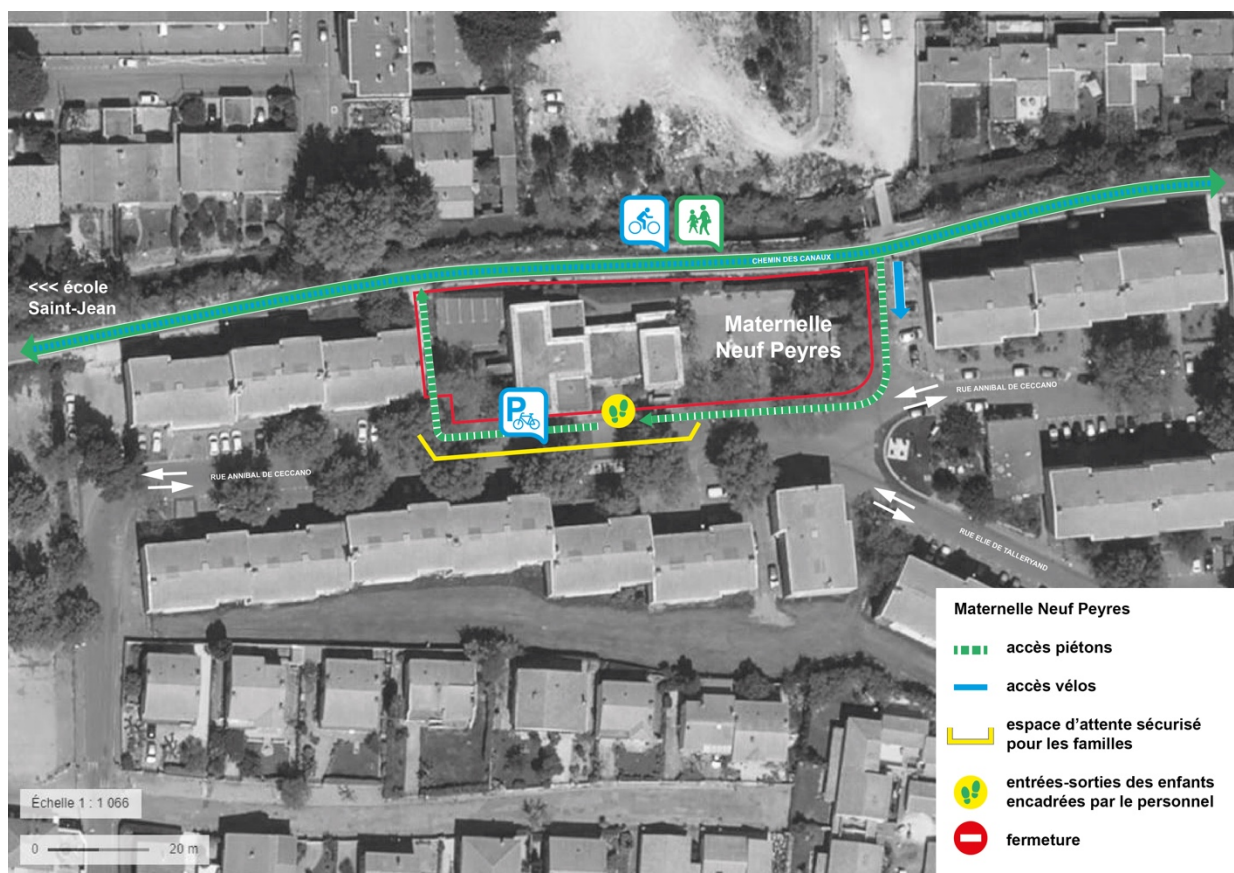 CHEMIN DES CANAUX
<<< école
Saint-Jean
Maternelle
Neuf Peyres
P
RUE ANNIBAL DE CECCANO
RUE ANNIBAL DE CECCANO
RUE ELIE DE TALLERYAND
Maternelle Neuf Peyres
accès piétons
accès vélos
espace d’attente sécurisé
pour les familles
entrées-sorties des enfants
encadrées par le personnel
fermeture
Échelle 1 : 1 066
0 20 m